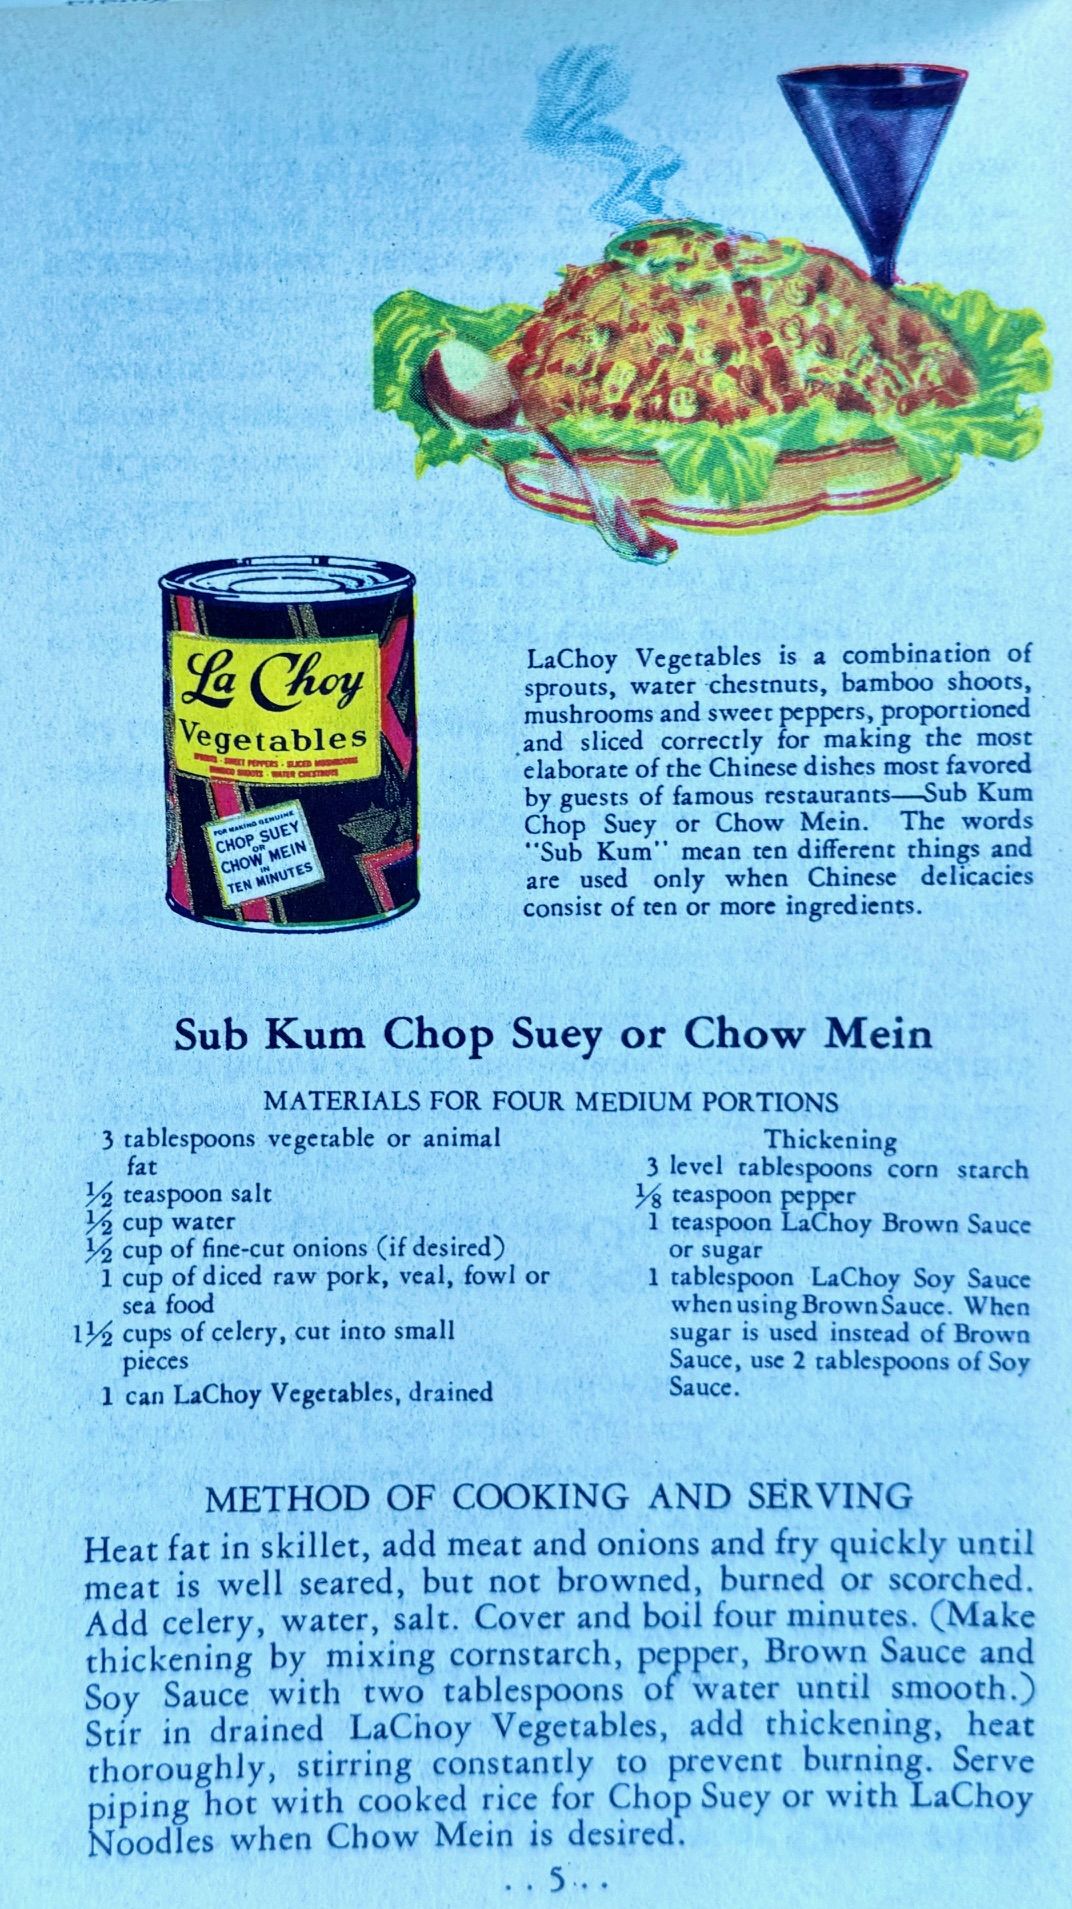 La Choy
Vegetables
SPROUTS - SWEET PEPPERS - SLICED MUSHROOMS
BAMBOO SHOOTS - WATER CHESTNUTS
FOR MAKING GENUINE
CHOP SUEY
OR
CHOW MEIN
IN
TEN MINUTES
LaChoy Vegetables is a combination of
sprouts, water chestnuts, bamboo shoots,
mushrooms and sweet peppers, proportioned
and sliced correctly for making the most
elaborate of the Chinese dishes most favored
by guests of famous restaurants—Sub Kum
Chop Suey or Chow Mein. The words
"Sub Kum" mean ten different things and
are used only when Chinese delicacies
consist of ten or more ingredients.
Sub Kum Chop Suey or Chow Mein
MATERIALS FOR FOUR MEDIUM PORTIONS
3 tablespoons vegetable or animal
fat
½ teaspoon salt
½ cup water
½ cup of fine-cut onions (if desired)
1 cup of diced raw pork, veal, fowl or
sea food
1½ cups of celery, cut into small
pieces
1 can LaChoy Vegetables, drained
Thickening
3 level tablespoons corn starch
⅛ teaspoon pepper
1 teaspoon LaChoy Brown Sauce
or sugar
1 tablespoon LaChoy Soy Sauce
when using Brown Sauce. When
sugar is used instead of Brown
Sauce, use 2 tablespoons of Soy
Sauce.
METHOD OF COOKING AND SERVING
Heat fat in skillet, add meat and onions and fry quickly until
meat is well seared, but not browned, burned or scorched.
Add celery, water, salt. Cover and boil four minutes. (Make
thickening by mixing cornstarch, pepper, Brown Sauce and
Soy Sauce with two tablespoons of water until smooth.)
Stir in drained LaChoy Vegetables, add thickening, heat
thoroughly, stirring constantly to prevent burning. Serve
piping hot with cooked rice for Chop Suey or with LaChoy
Noodles when Chow Mein is desired.
. . 5 . . .